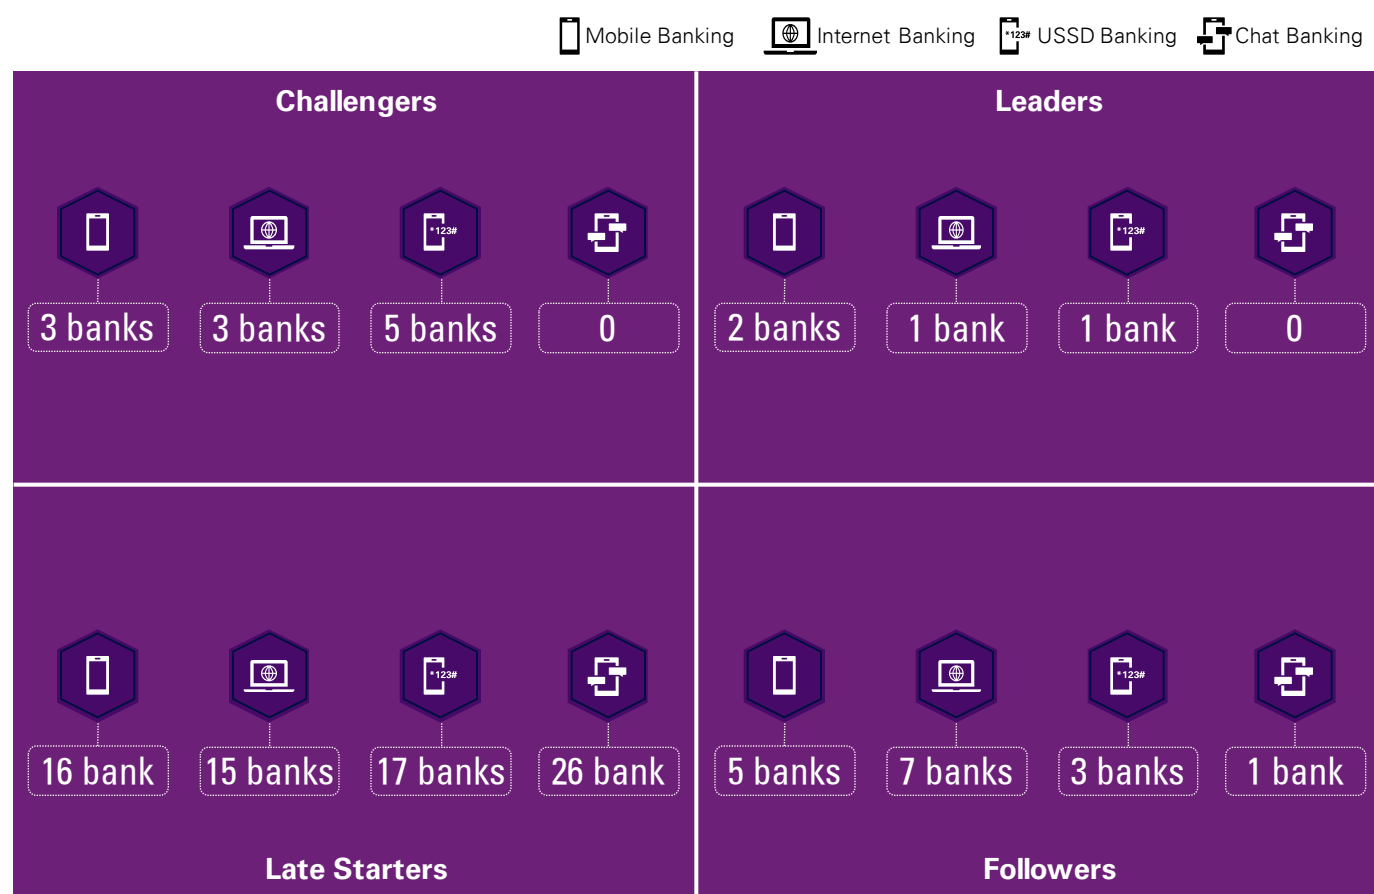 Mobile Banking Internet Banking *123# USSD Banking Chat Banking
Challengers
Leaders
*123#
*123#
3 banks 3 banks 5 banks 0
2 banks 1 bank 1 bank 0
*123#
*123#
16 bank 15 banks 17 banks 26 bank
5 banks 7 banks 3 banks 1 bank
Late Starters
Followers